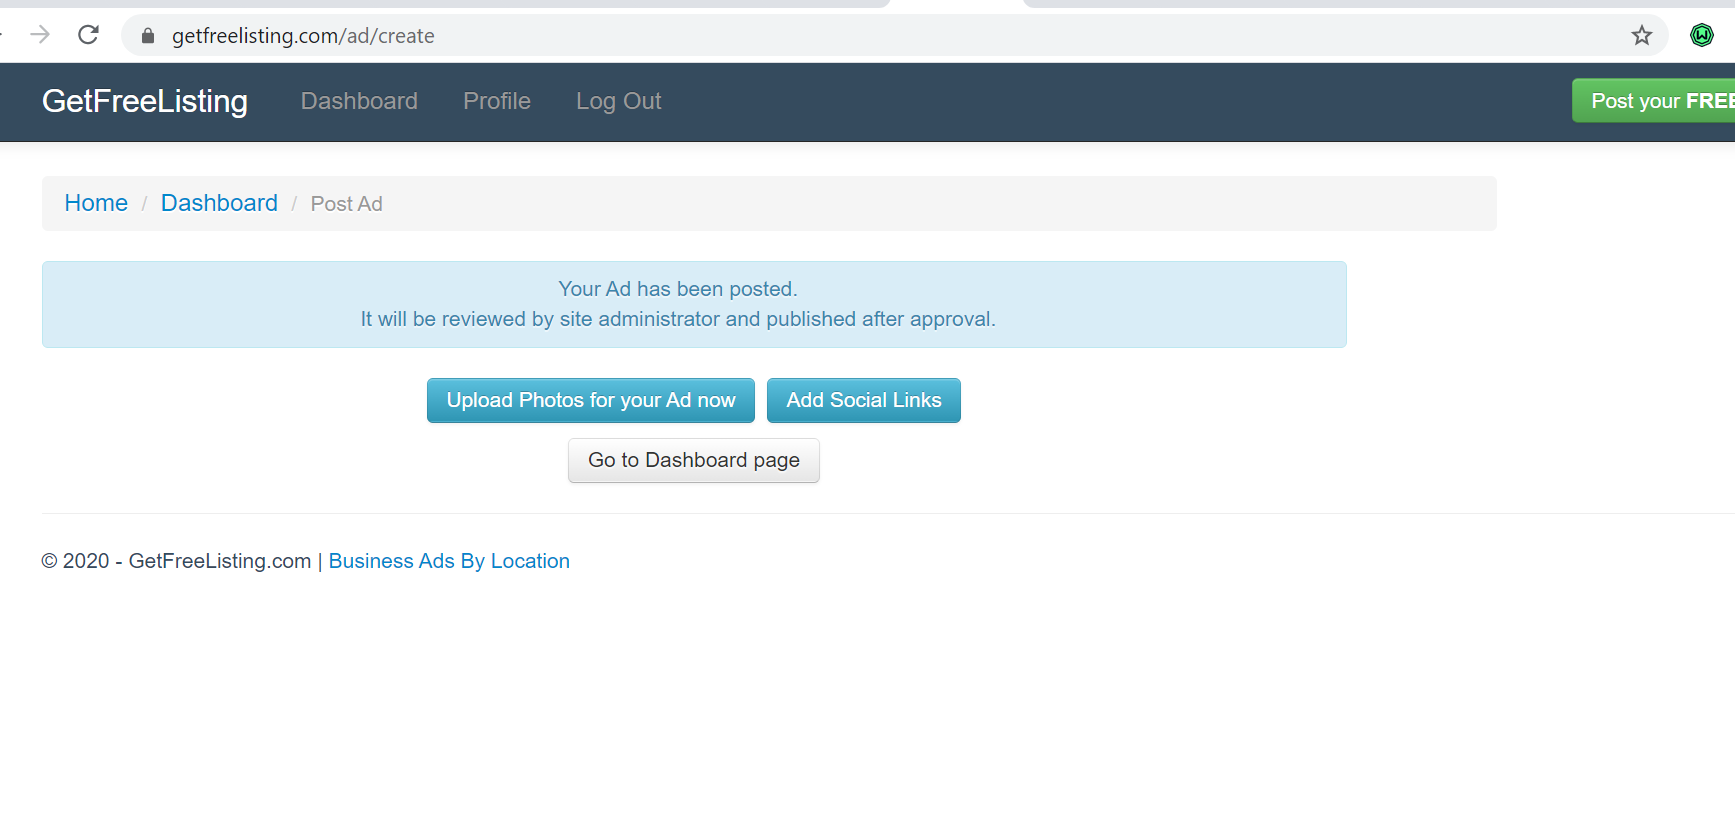 getfreelisting.com/ad/create
GetFreeListing Dashboard Profile Log Out Post your FREE
Home / Dashboard / Post Ad
Your Ad has been posted.
It will be reviewed by site administrator and published after approval.
Upload Photos for your Ad now Add Social Links
Go to Dashboard page
© 2020 - GetFreeListing.com | Business Ads By Location